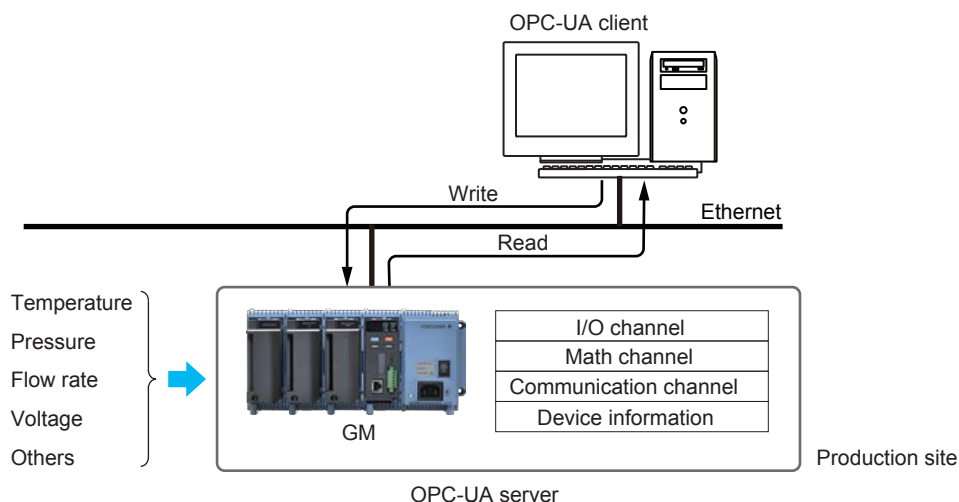 OPC-UA client
Write
Ethernet
Read
Temperature
Pressure
Flow rate
Voltage
Others
I/O channel
Math channel
Communication channel
Device information
GM
Production site
OPC-UA server